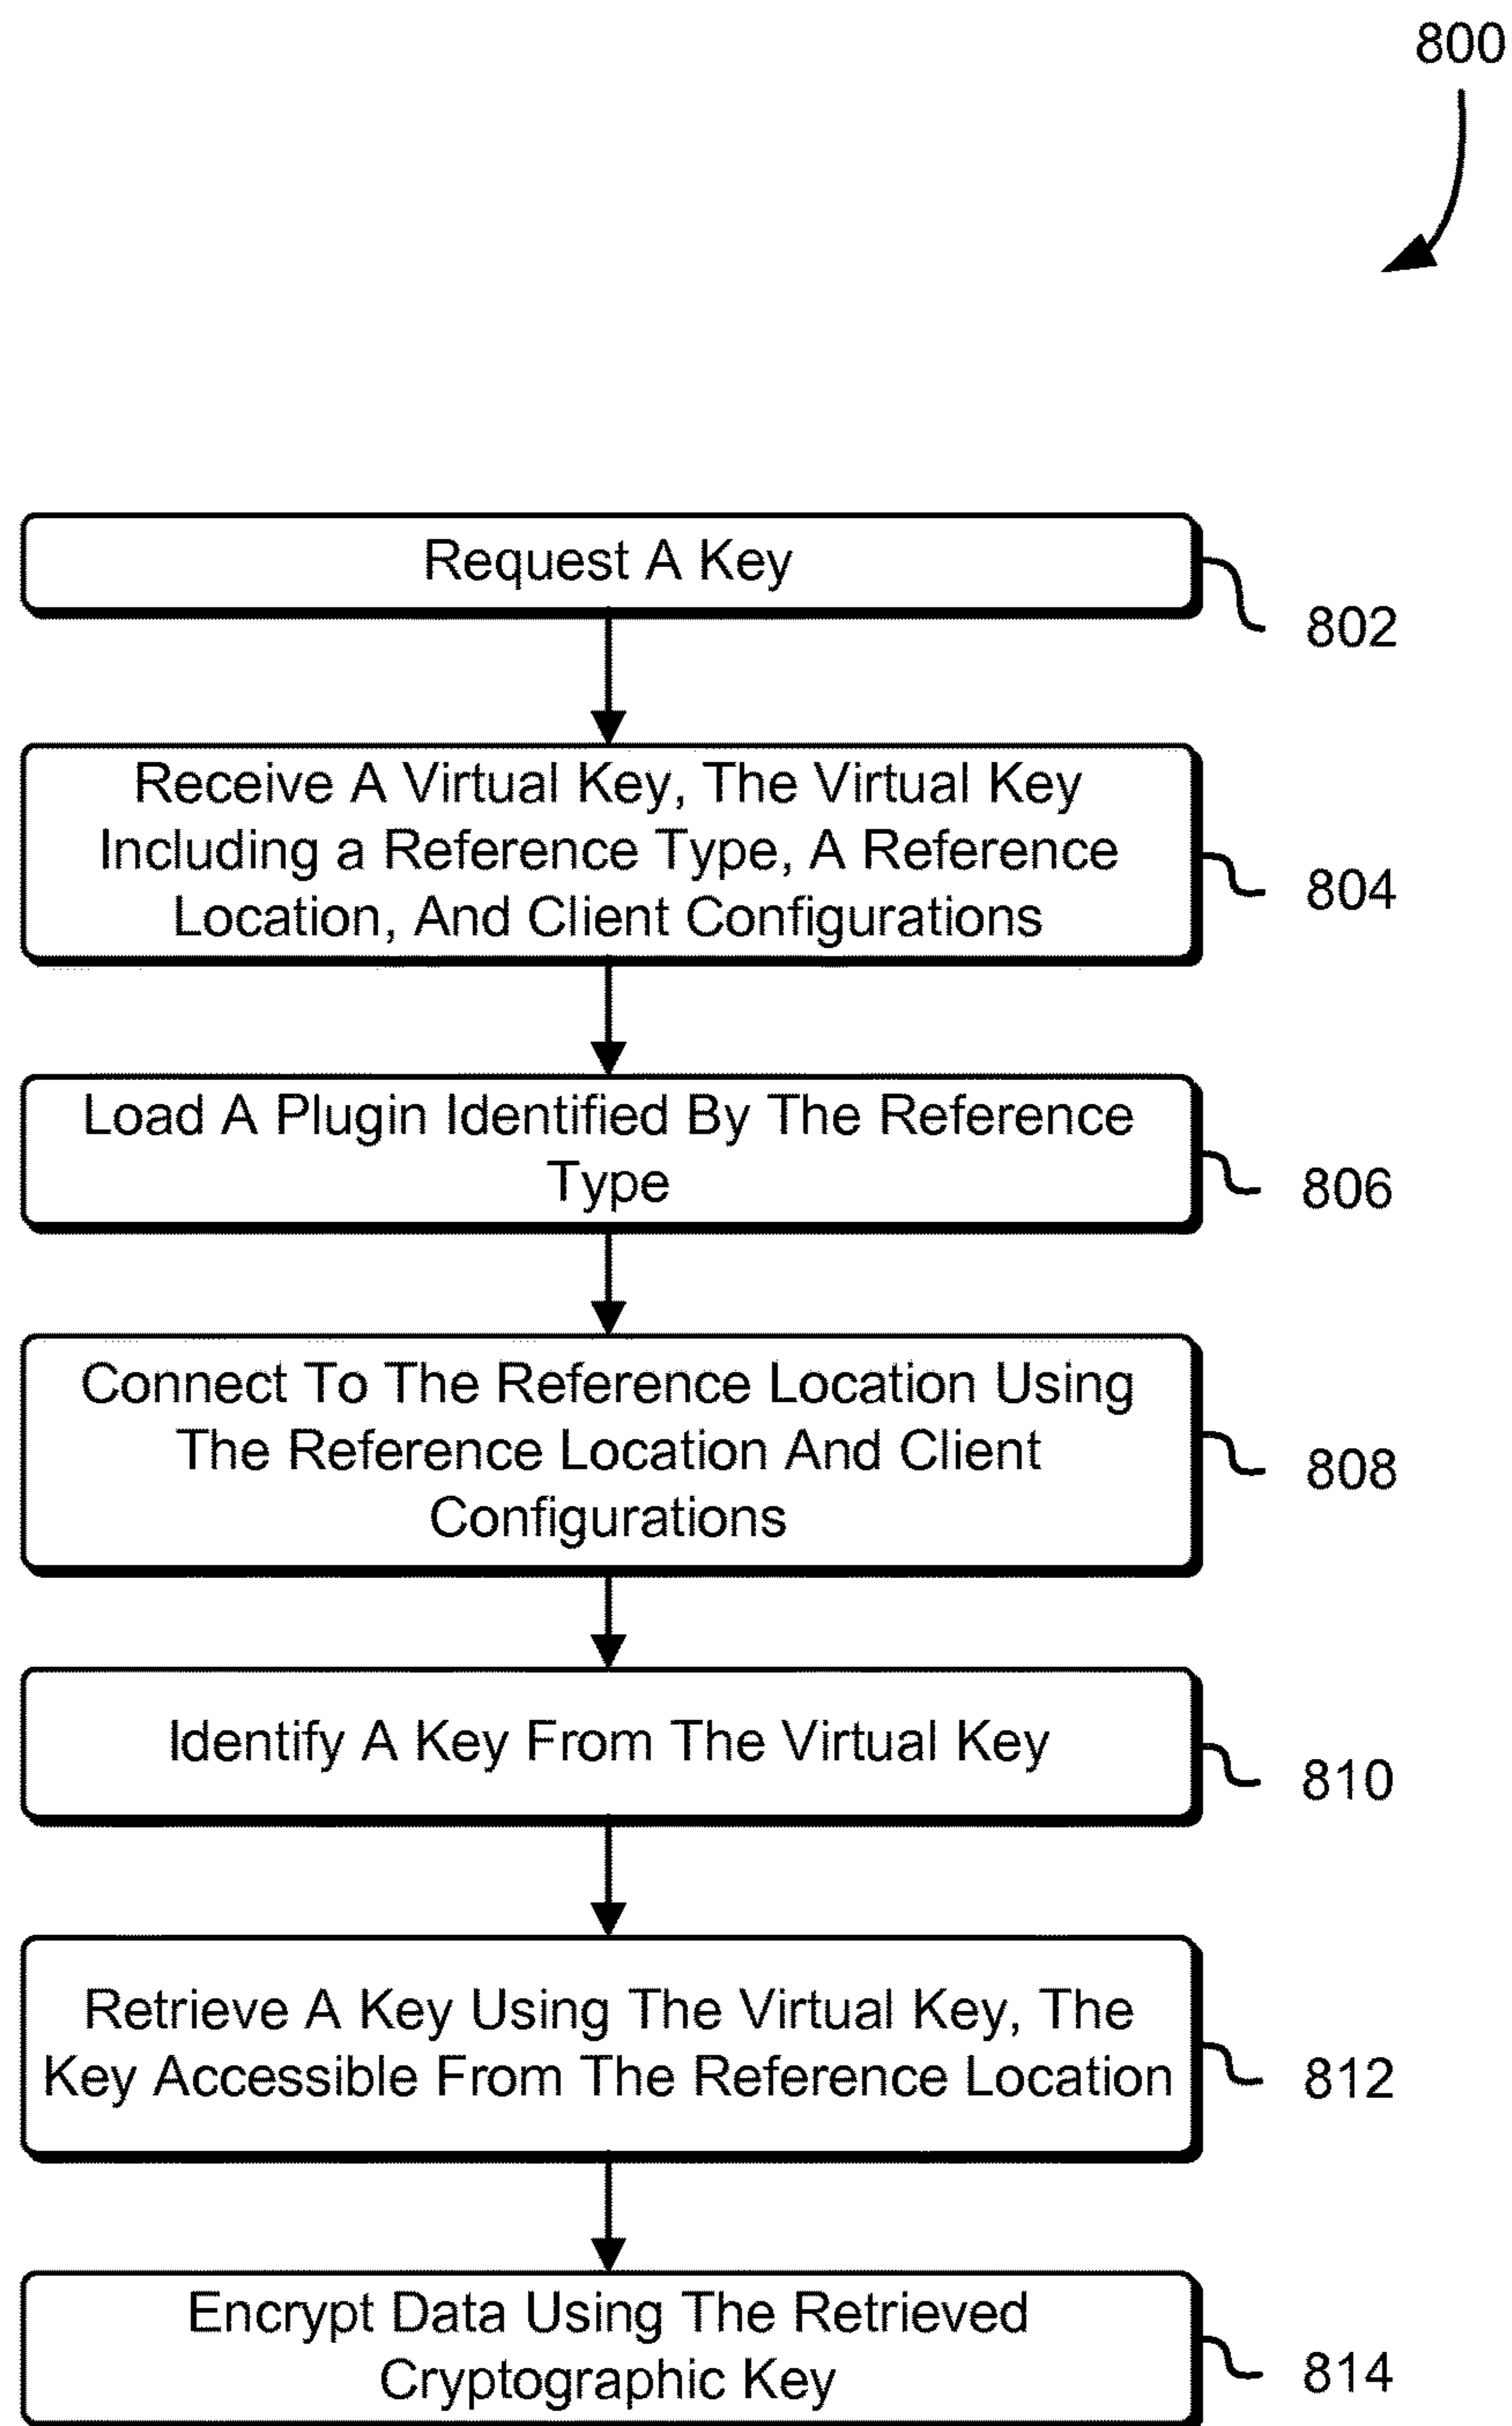 800
Request A Key
802
Receive A Virtual Key, The Virtual Key
Including a Reference Type, A Reference
Location, And Client Configurations
804
Load A Plugin Identified By The Reference
Type
806
Connect To The Reference Location Using
The Reference Location And Client
Configurations
808
Identify A Key From The Virtual Key
810
Retrieve A Key Using The Virtual Key, The
Key Accessible From The Reference Location
812
Encrypt Data Using The Retrieved
Cryptographic Key
814